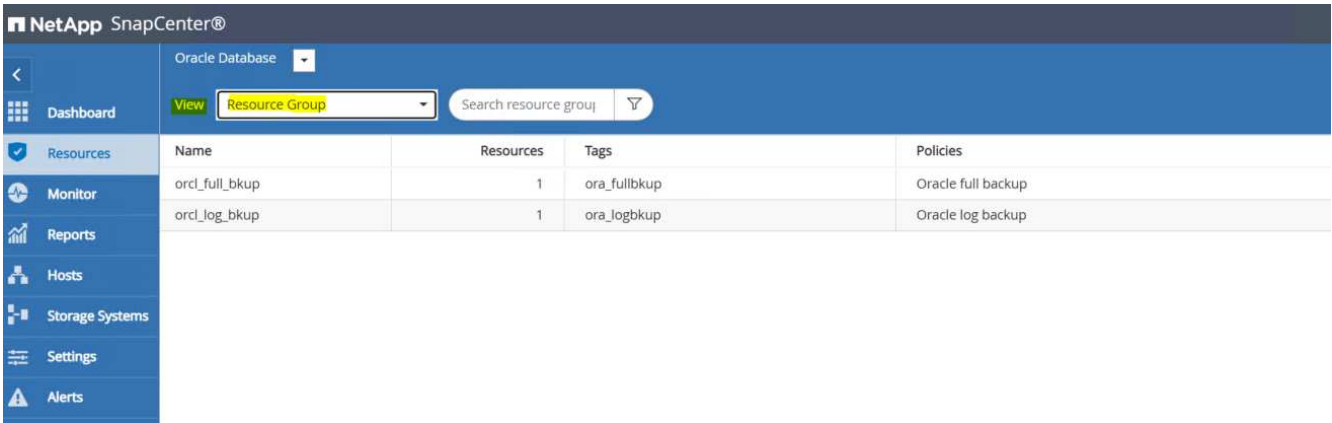 NetApp SnapCenter®
Oracle Database
View Resource Group Search resource grou
Dashboard
Resources
Monitor
Reports
Hosts
Storage Systems
Settings
Alerts
Name Resources Tags Policies
orcl_full_bkup 1 ora_fullbkup Oracle full backup
orcl_log_bkup 1 ora_logbkup Oracle log backup